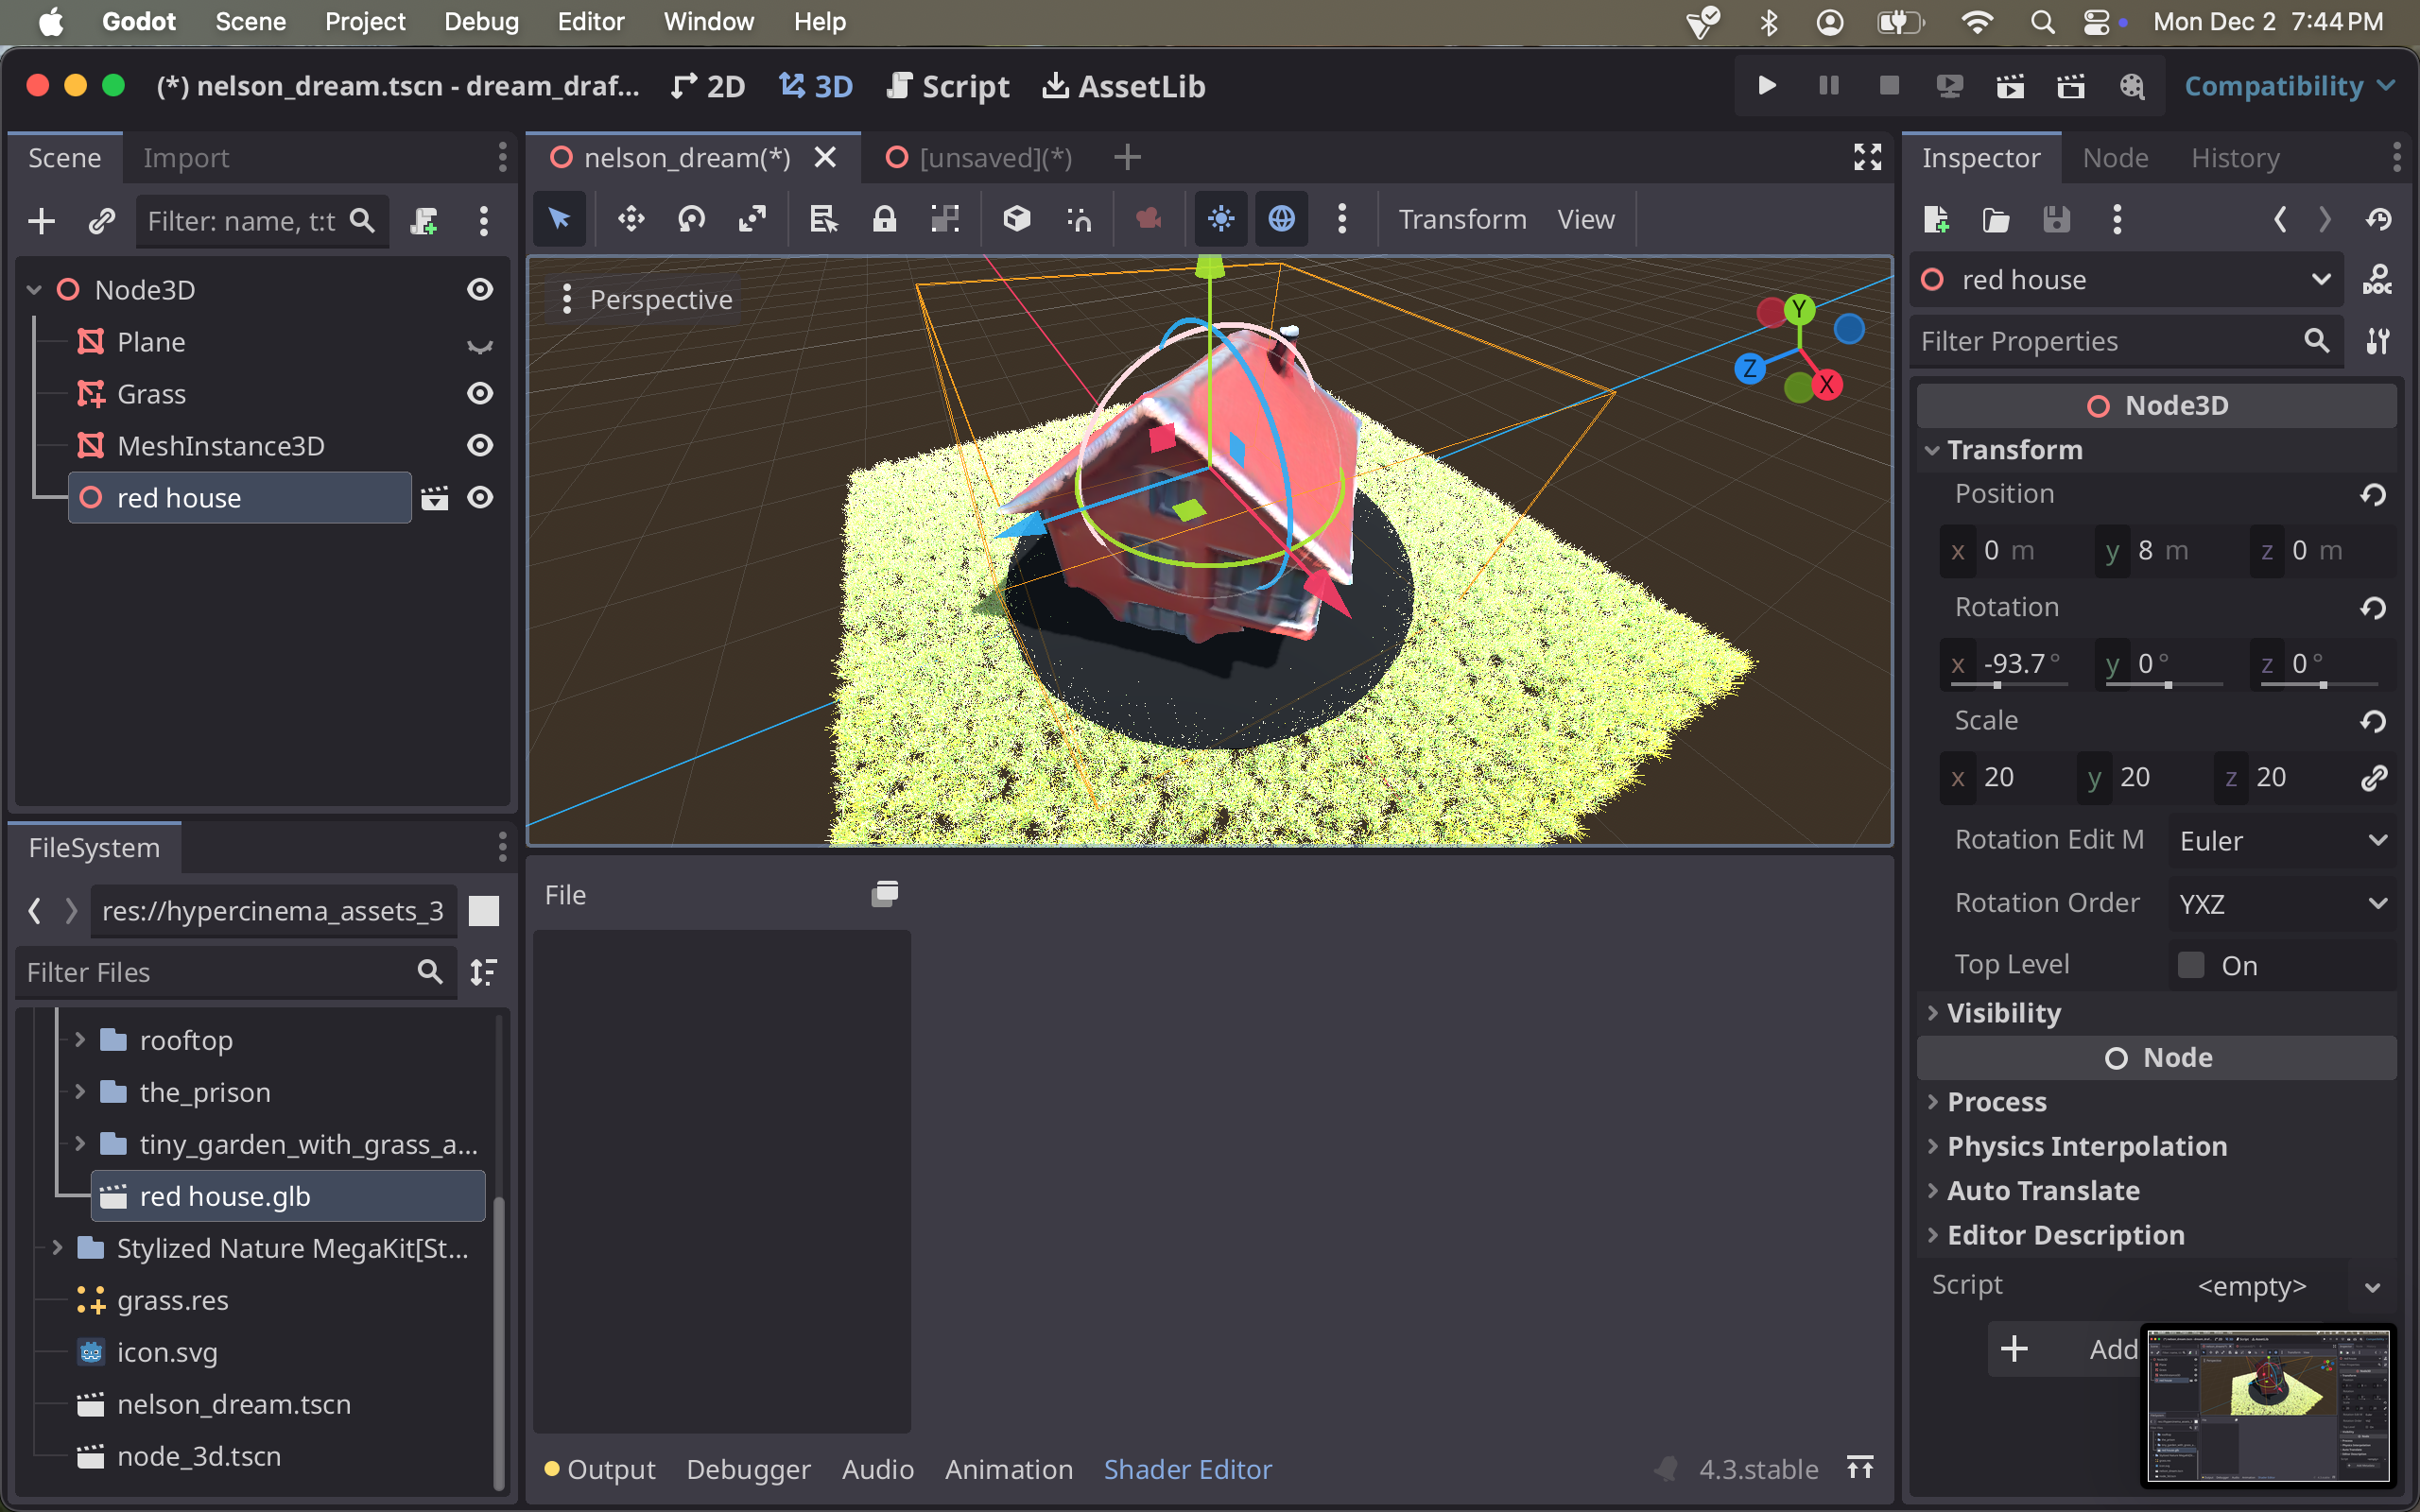 Godot Scene Project Debug Editor Window Help Mon Dec 2 7:44 PM
(*) nelson_dream.tscn - dream_draf... 2D 3D Script AssetLib Compatibility
Scene Import
Filter: name, t:t
Node3D
Plane
Grass
MeshInstance3D
red house
FileSystem
res://hypercinema_assets_3
Filter Files
rooftop
the_prison
tiny_garden_with_grass_a...
red house.glb
Stylized Nature MegaKit[St...
grass.res
icon.svg
nelson_dream.tscn
node_3d.tscn
nelson_dream(*) [unsaved](*)
Transform View
Perspective
Y
Z
X
File
Output Debugger Audio Animation Shader Editor 4.3.stable
Inspector Node History
red house
DOC
Filter Properties
Node3D
Transform
Position
x 0 m y 8 m z 0 m
Rotation
x -93.7° y 0° z 0°
Scale
x 20 y 20 z 20
Rotation Edit M Euler
Rotation Order YXZ
Top Level On
Visibility
Node
Process
Physics Interpolation
Auto Translate
Editor Description
Script <empty>
Add